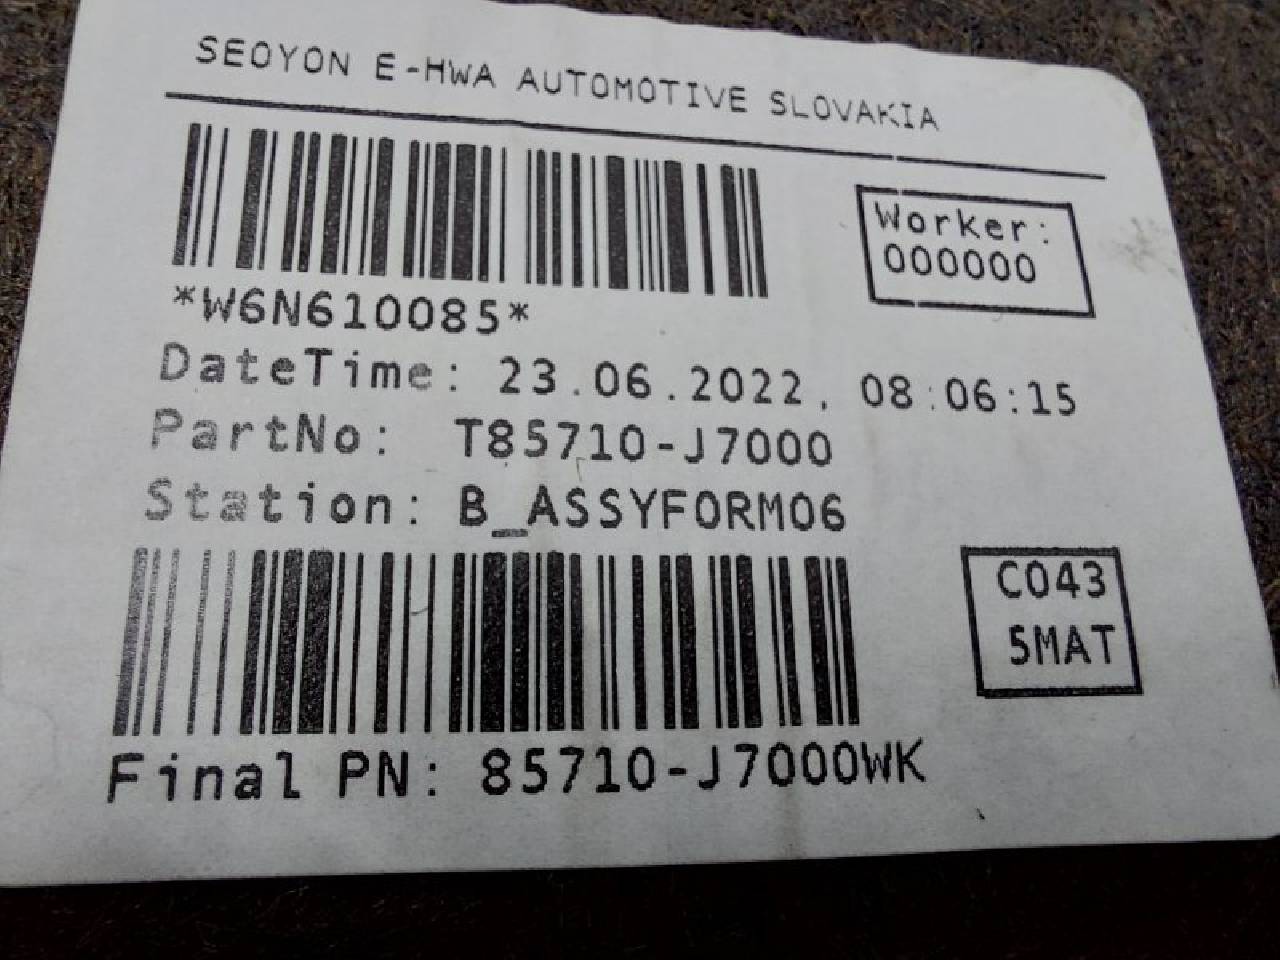 SEOYON E-HWA AUTOMOTIVE SLOVAKIA
Worker:
000000
*W6N610085*
DateTime: 23.06.2022, 08:06:15
PartNo: T85710-J7000
Station: B_ASSYFORM06
C043
5MAT
Final PN: 85710-J7000WK